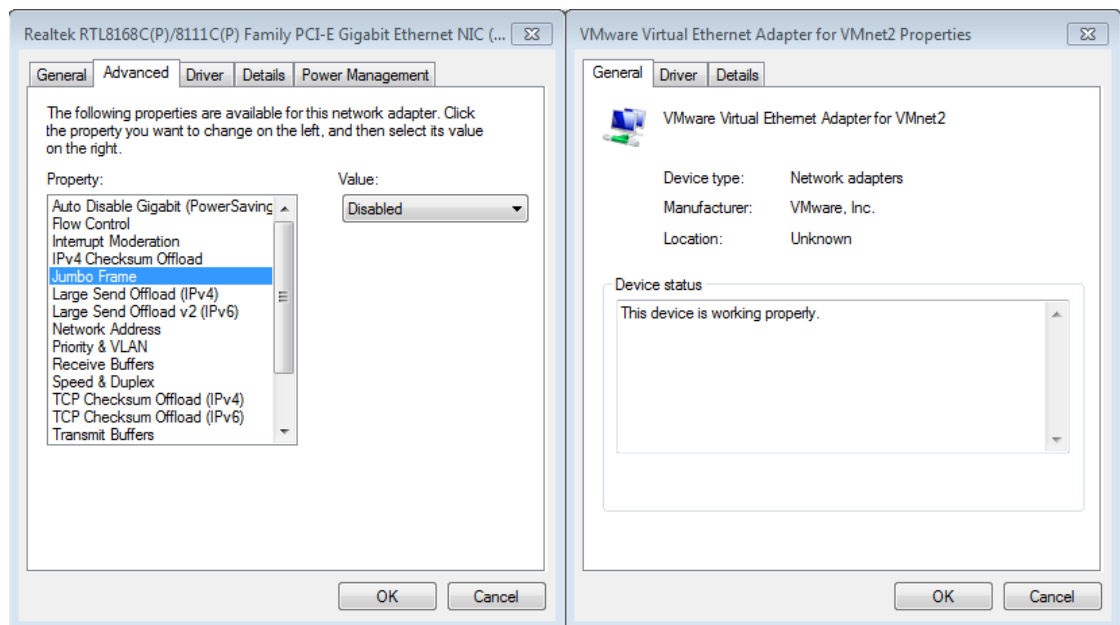 Realtek RTL8168C(P)/8111C(P) Family PCI-E Gigabit Ethernet NIC (...
General Advanced Driver Details Power Management
The following properties are available for this network adapter. Click
the property you want to change on the left, and then select its value
on the right.
Property:
Value:
Auto Disable Gigabit (PowerSaving
Flow Control
Interrupt Moderation
IPv4 Checksum Offload
Jumbo Frame
Large Send Offload (IPv4)
Large Send Offload v2 (IPv6)
Network Address
Priority & VLAN
Receive Buffers
Speed & Duplex
TCP Checksum Offload (IPv4)
TCP Checksum Offload (IPv6)
Transmit Buffers
Disabled
OK Cancel
VMware Virtual Ethernet Adapter for VMnet2 Properties
General Driver Details
VMware Virtual Ethernet Adapter for VMnet2
Device type: Network adapters
Manufacturer: VMware, Inc.
Location: Unknown
Device status
This device is working properly.
OK Cancel